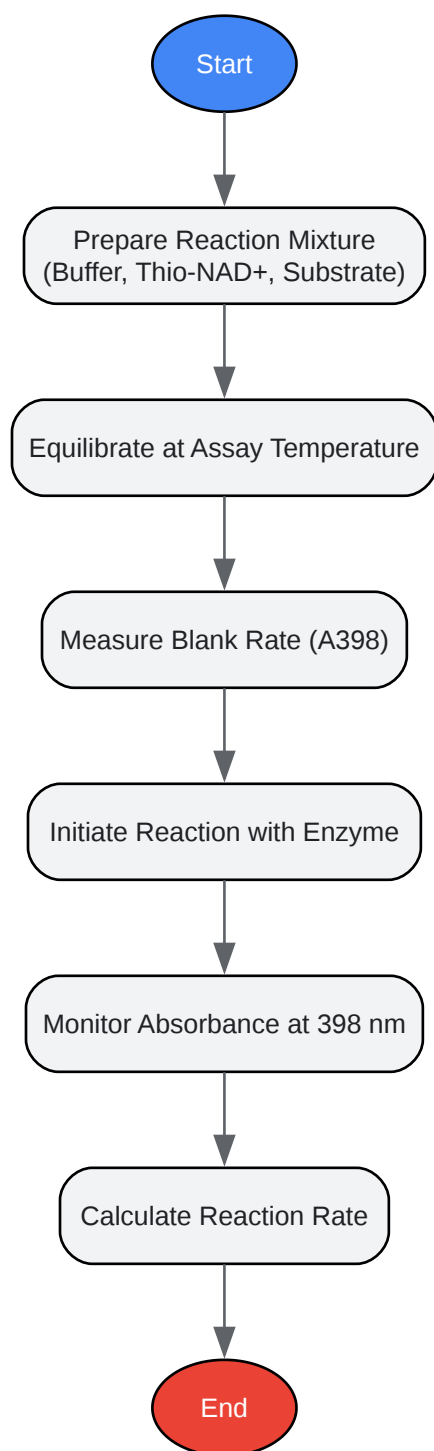 Start
Prepare Reaction Mixture
(Buffer, Thio-NAD+, Substrate)
Equilibrate at Assay Temperature
Measure Blank Rate (A398)
Initiate Reaction with Enzyme
Monitor Absorbance at 398 nm
Calculate Reaction Rate
End